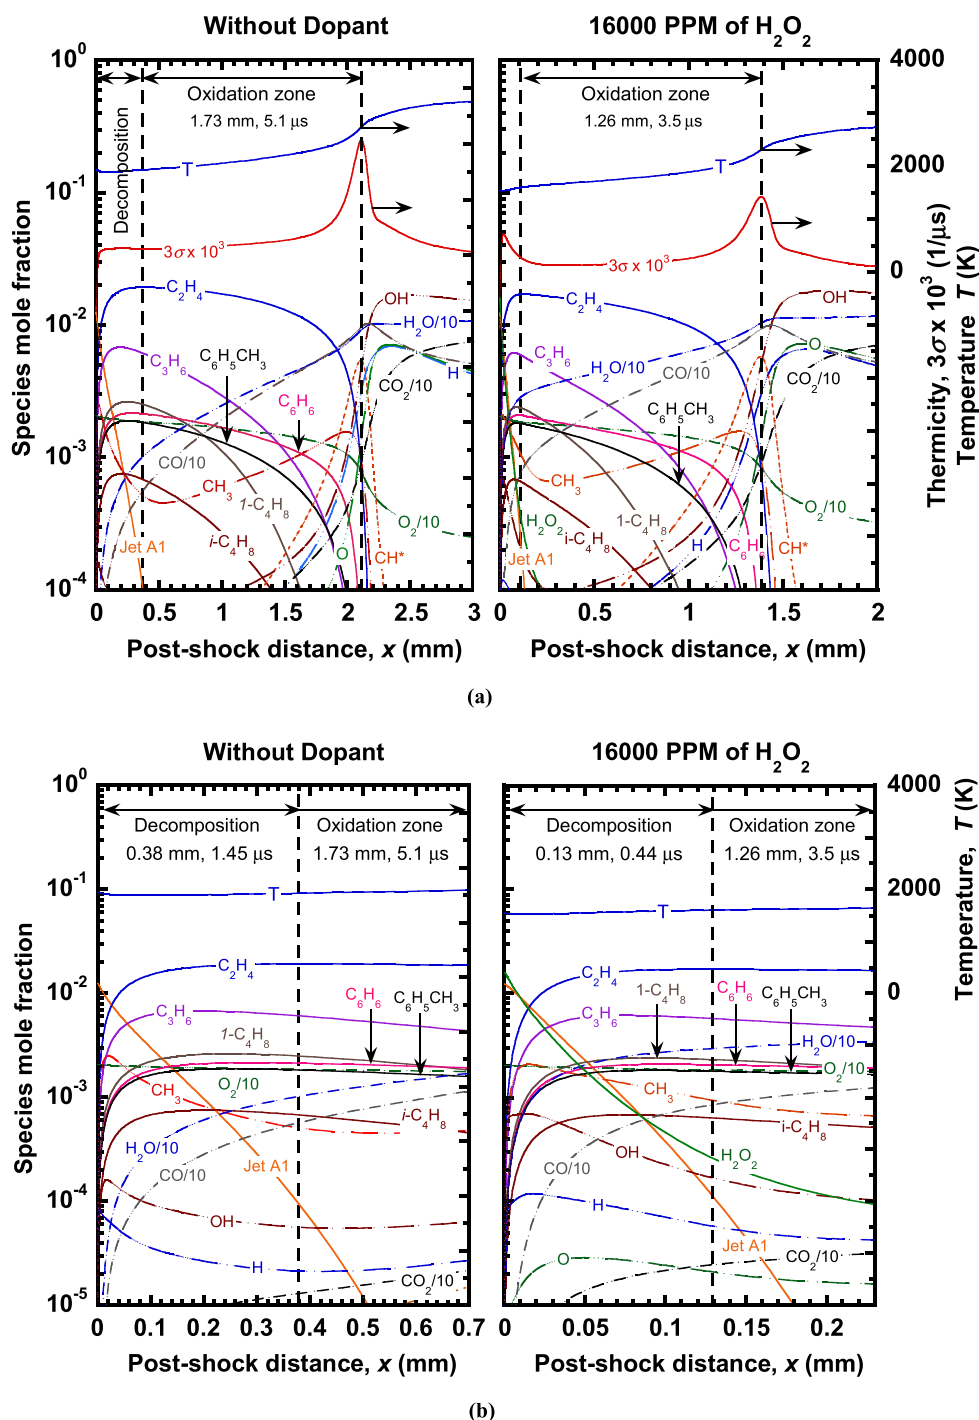 Without Dopant
16000 PPM of H₂O₂
10⁰
10⁻¹
10⁻²
10⁻³
10⁻⁴
Species mole fraction
Decomposition
Oxidation zone
1.73 mm, 5.1 μs
T
3σ x 10³
C₂H₄
OH
H₂O/10
C₃H₆
C₆H₅CH₃
C₆H₆
H
CO₂/10
CO/10
CH₃
1-C₄H₈
i-C₄H₈
O₂/10
Jet A1
O
CH*
0 0.5 1 1.5 2 2.5 3
Post-shock distance, x (mm)
Oxidation zone
1.26 mm, 3.5 μs
T
3σ x 10³
C₂H₄
OH
C₃H₆
H₂O/10
CO/10
O
CO₂/10
C₆H₅CH₃
CH₃
H₂O₂
Jet A1
i-C₄H₈
1-C₄H₈
H
C₆H₆
O₂/10
CH*
0 0.5 1 1.5 2
Post-shock distance, x (mm)
4000
2000
0
Thermicity, 3σ x 10³ (1/μs)
Temperature T (K)
(a)
Without Dopant
16000 PPM of H₂O₂
10⁰
10⁻¹
10⁻²
10⁻³
10⁻⁴
10⁻⁵
Species mole fraction
Decomposition
0.38 mm, 1.45 μs
Oxidation zone
1.73 mm, 5.1 μs
T
C₂H₄
C₆H₆
C₆H₅CH₃
C₃H₆
1-C₄H₈
O₂/10
CH₃
i-C₄H₈
H₂O/10
CO/10
Jet A1
OH
H
CO₂/10
0 0.1 0.2 0.3 0.4 0.5 0.6 0.7
Post-shock distance, x (mm)
Decomposition
0.13 mm, 0.44 μs
Oxidation zone
1.26 mm, 3.5 μs
T
C₂H₄
1-C₄H₈
C₆H₆
C₆H₅CH₃
C₃H₆
H₂O/10
O₂/10
CH₃
i-C₄H₈
OH
H₂O₂
CO/10
H
Jet A1
O
CO₂/10
0 0.05 0.1 0.15 0.2
Post-shock distance, x (mm)
4000
2000
0
Temperature, T (K)
(b)